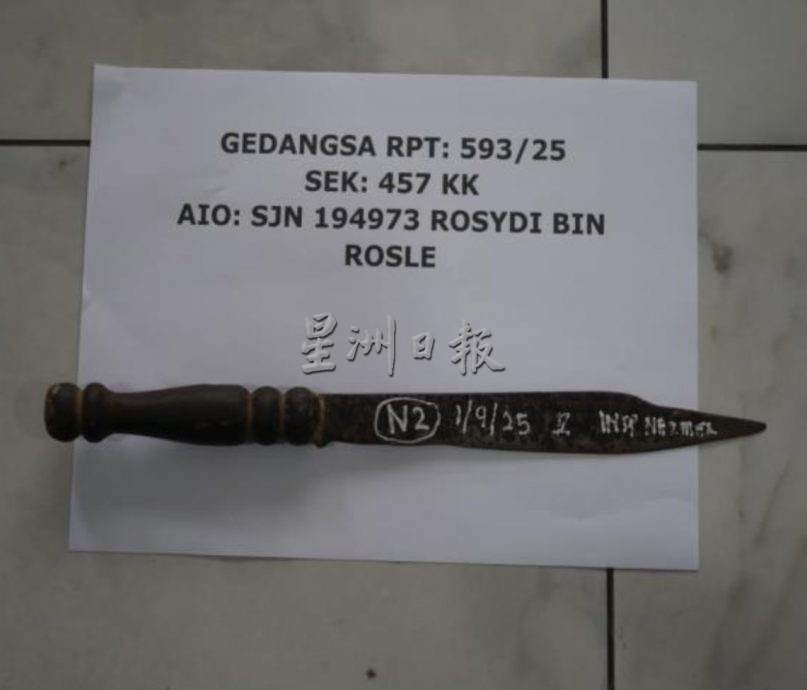 GEDANGSA RPT: 593/25
SEK: 457 KK
AIO: SJN 194973 ROSYDI BIN
ROSLE
星洲日報
N2 1/9/25 INSP